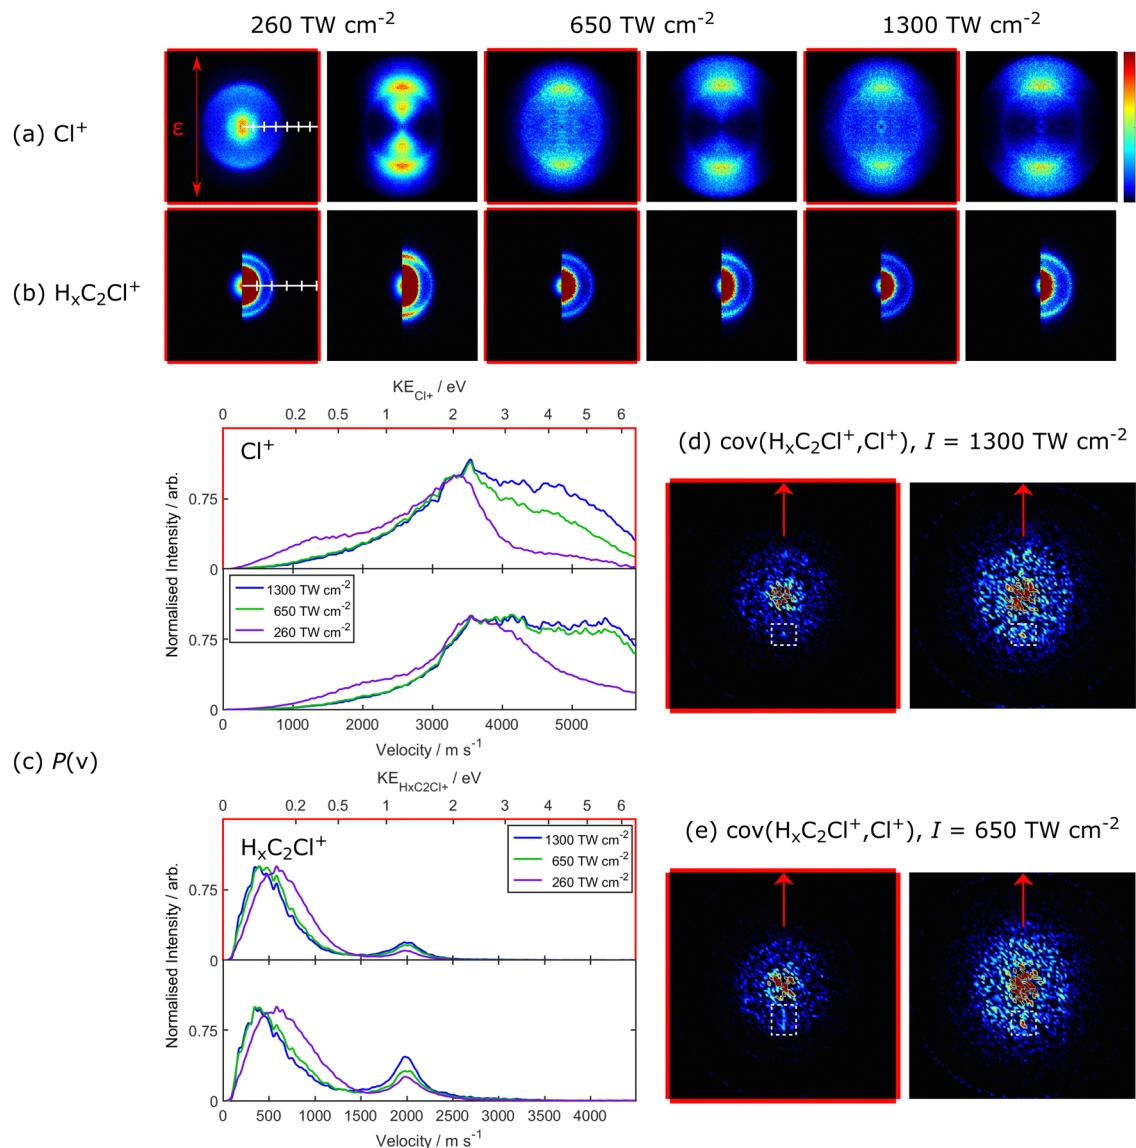 260 TW cm⁻² 650 TW cm⁻² 1300 TW cm⁻²
(a) Cl⁺
ε
(b) HₓC₂Cl⁺
KE_Cl+ / eV
0 0.2 0.5 1 2 3 4 5 6
Cl⁺
0.75
0
1300 TW cm⁻²
650 TW cm⁻²
260 TW cm⁻²
0.75
0
Normalised Intensity / arb.
0 1000 2000 3000 4000 5000
Velocity / m s⁻¹
(d) cov(HₓC₂Cl⁺,Cl⁺), I = 1300 TW cm⁻²
(c) P(v)
KE_HxC2Cl+ / eV
0 0.2 0.5 1 2 3 4 5 6
HₓC₂Cl⁺
1300 TW cm⁻²
650 TW cm⁻²
260 TW cm⁻²
0.75
0
0.75
0
Normalised Intensity / arb.
0 500 1000 1500 2000 2500 3000 3500 4000
Velocity / m s⁻¹
(e) cov(HₓC₂Cl⁺,Cl⁺), I = 650 TW cm⁻²